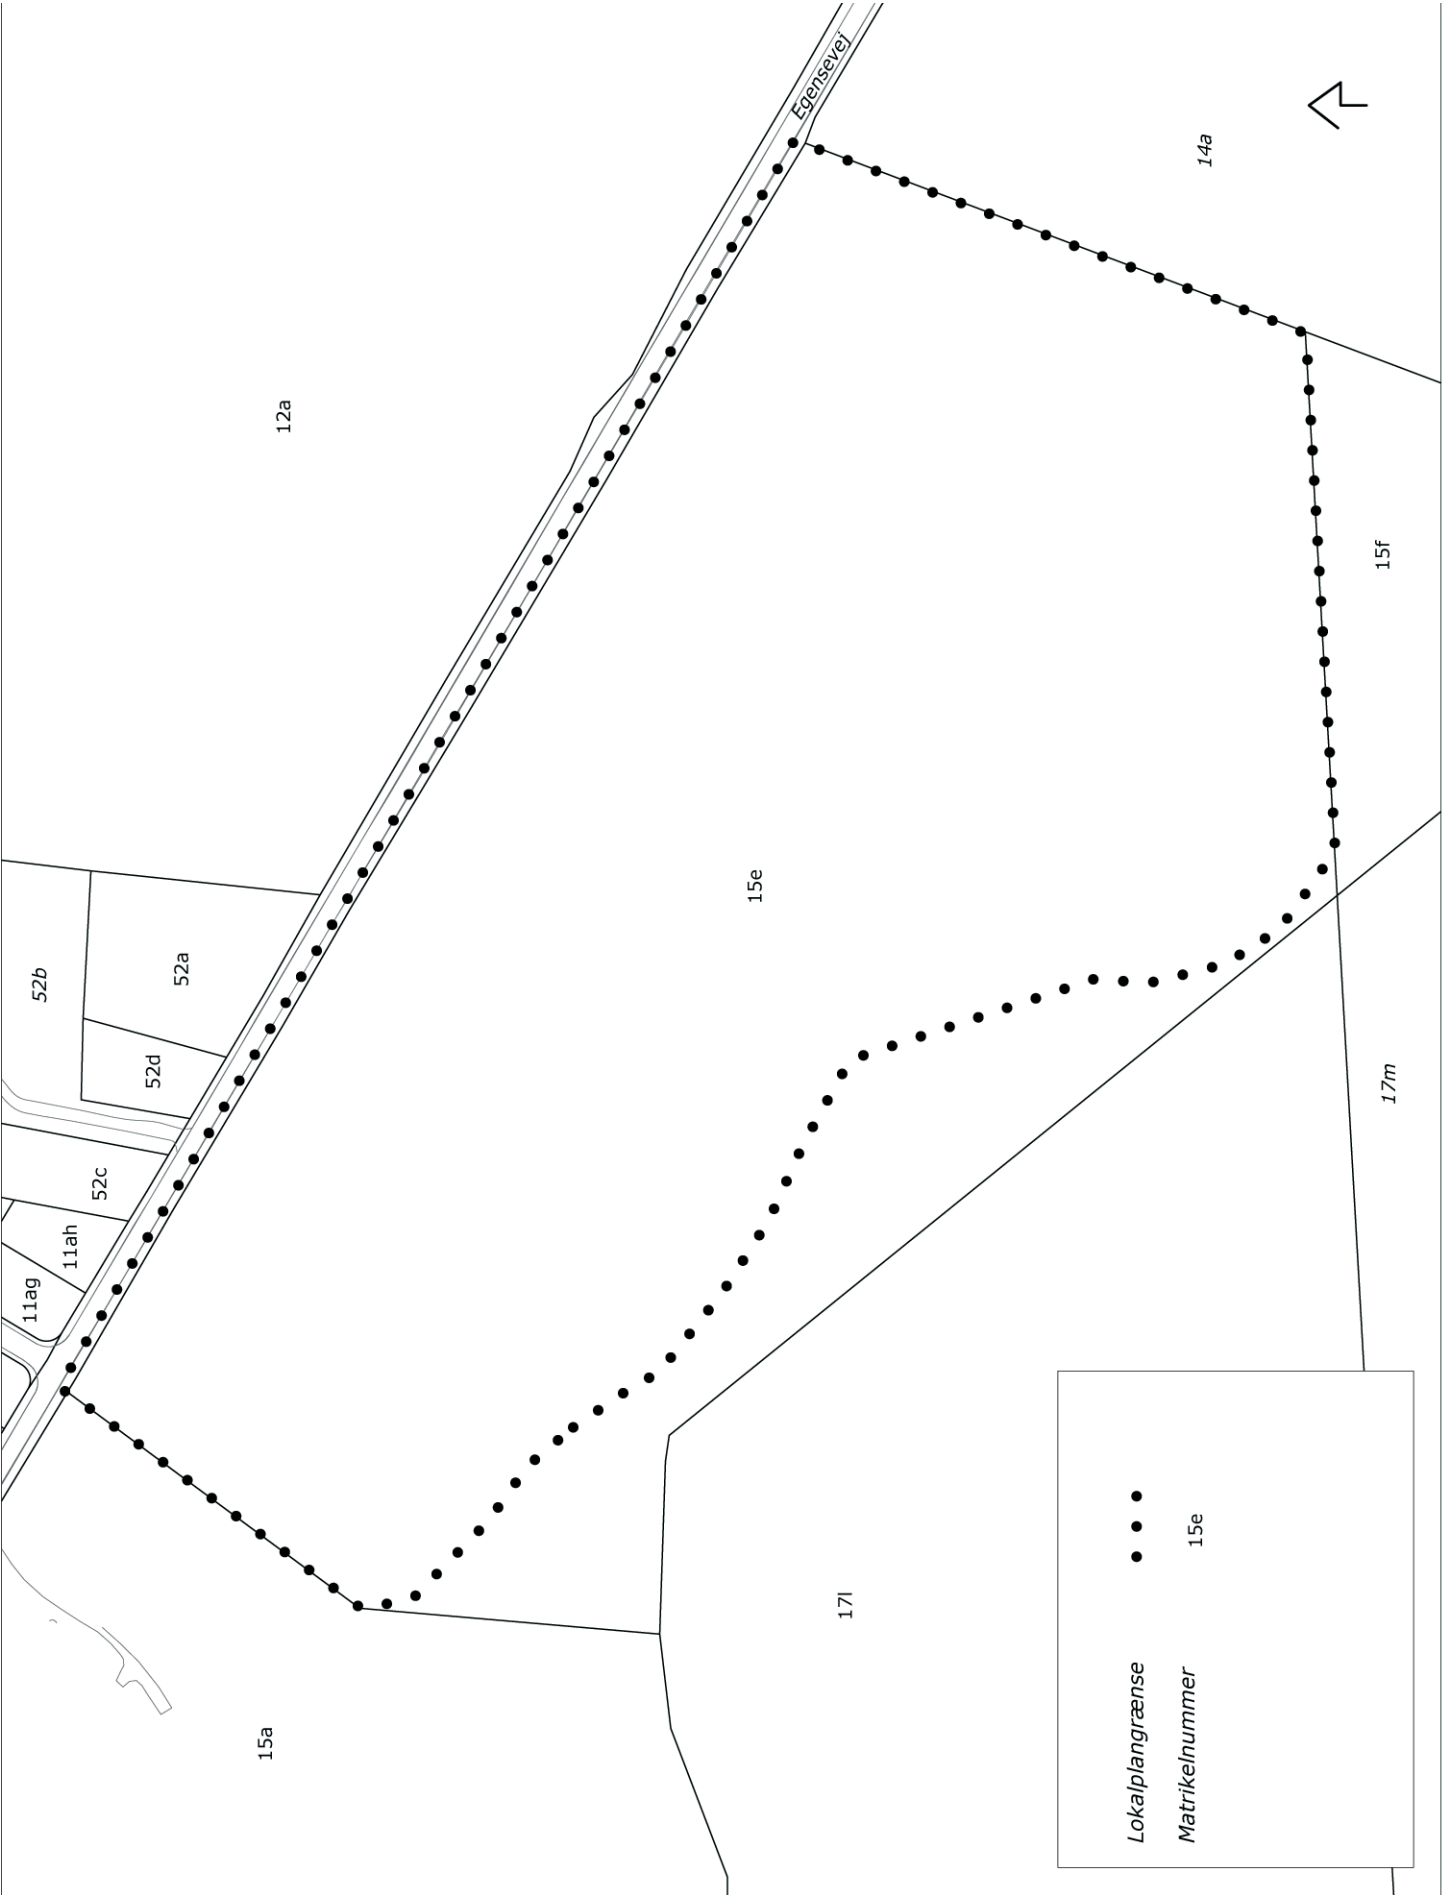 11ag
11ah
52c
52d
52b
52a
12a
Egensevej
15a
15e
17l
17m
15f
14a
Lokalplangrænse
Matrikelnummer 15e